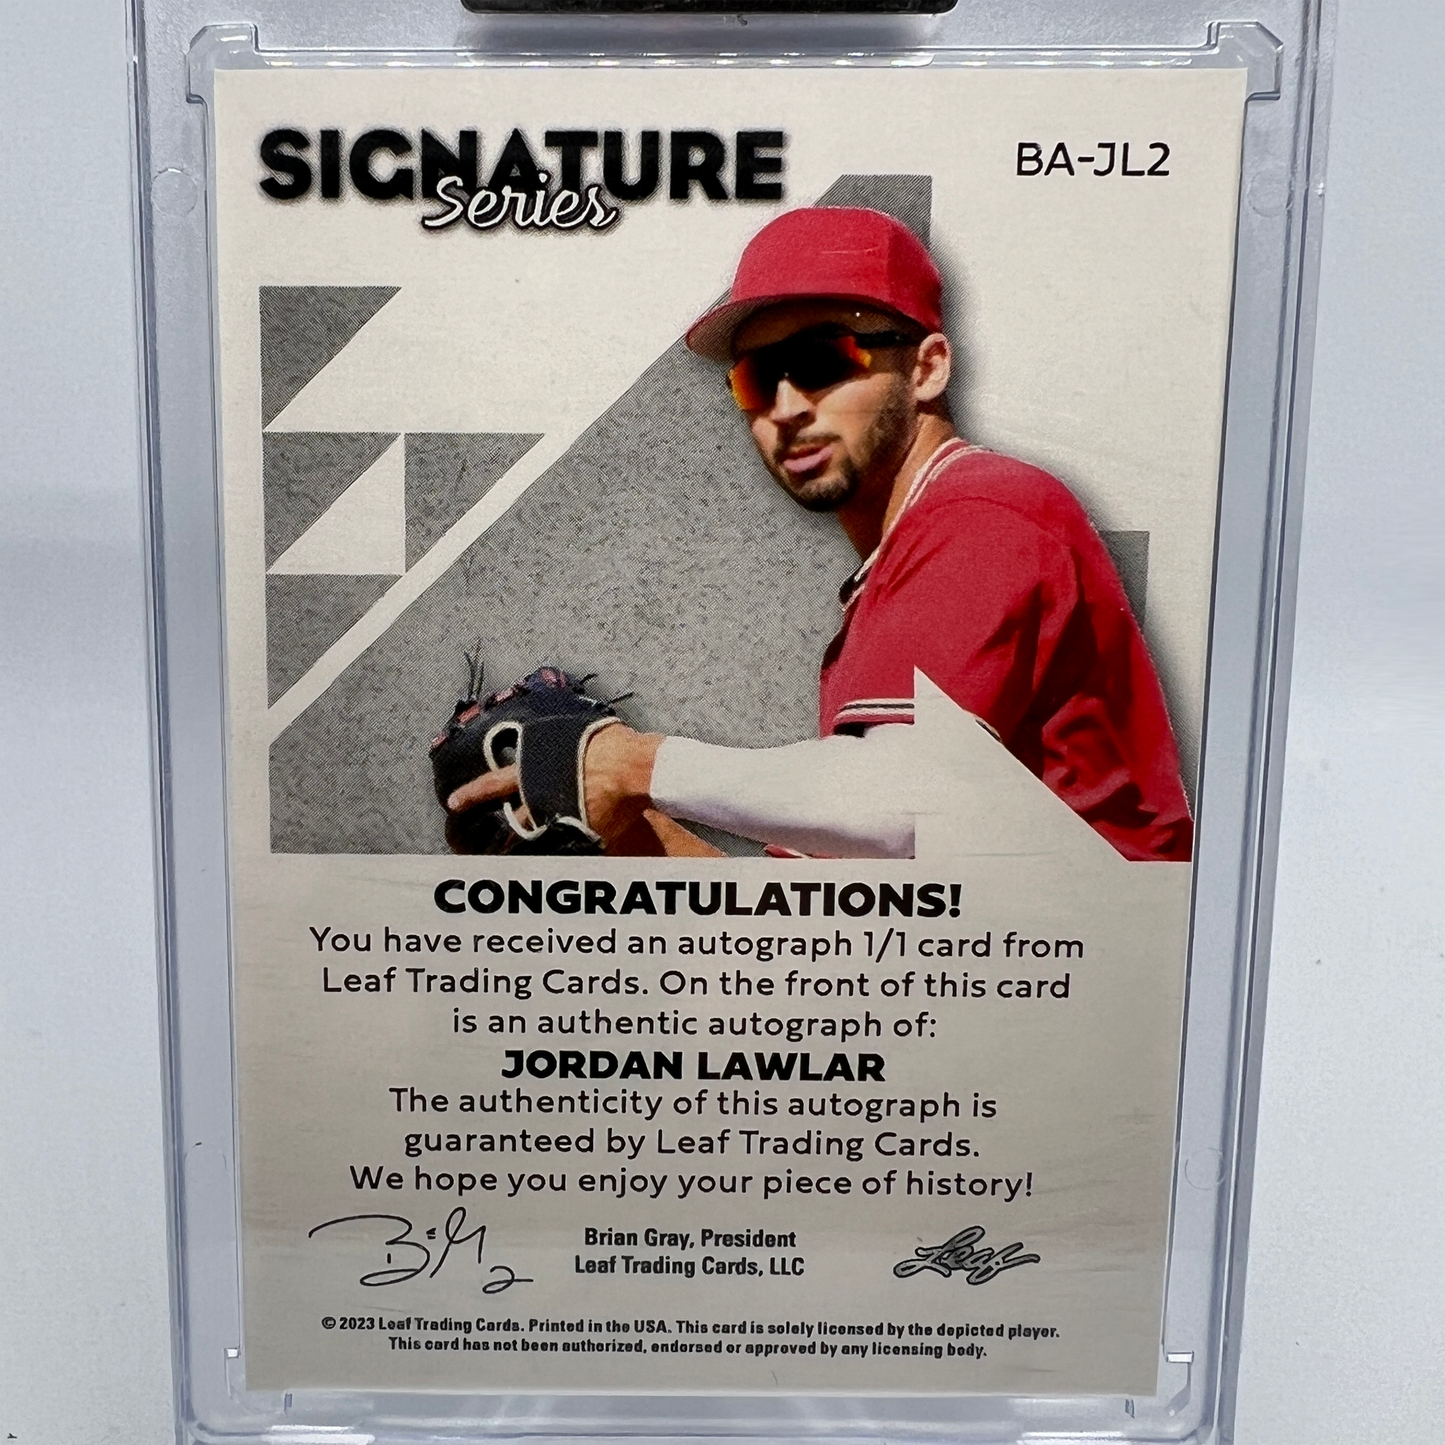 SIGNATURE
Series
BA-JL2
CONGRATULATIONS!
You have received an autograph 1/1 card from
Leaf Trading Cards. On the front of this card
is an authentic autograph of:
JORDAN LAWLAR
The authenticity of this autograph is
guaranteed by Leaf Trading Cards.
We hope you enjoy your piece of history!
Brian Gray, President
Leaf Trading Cards, LLC
Leaf
© 2023 Leaf Trading Cards. Printed in the USA. This card is solely licensed by the depicted player.
This card has not been authorized, endorsed or approved by any licensing body.